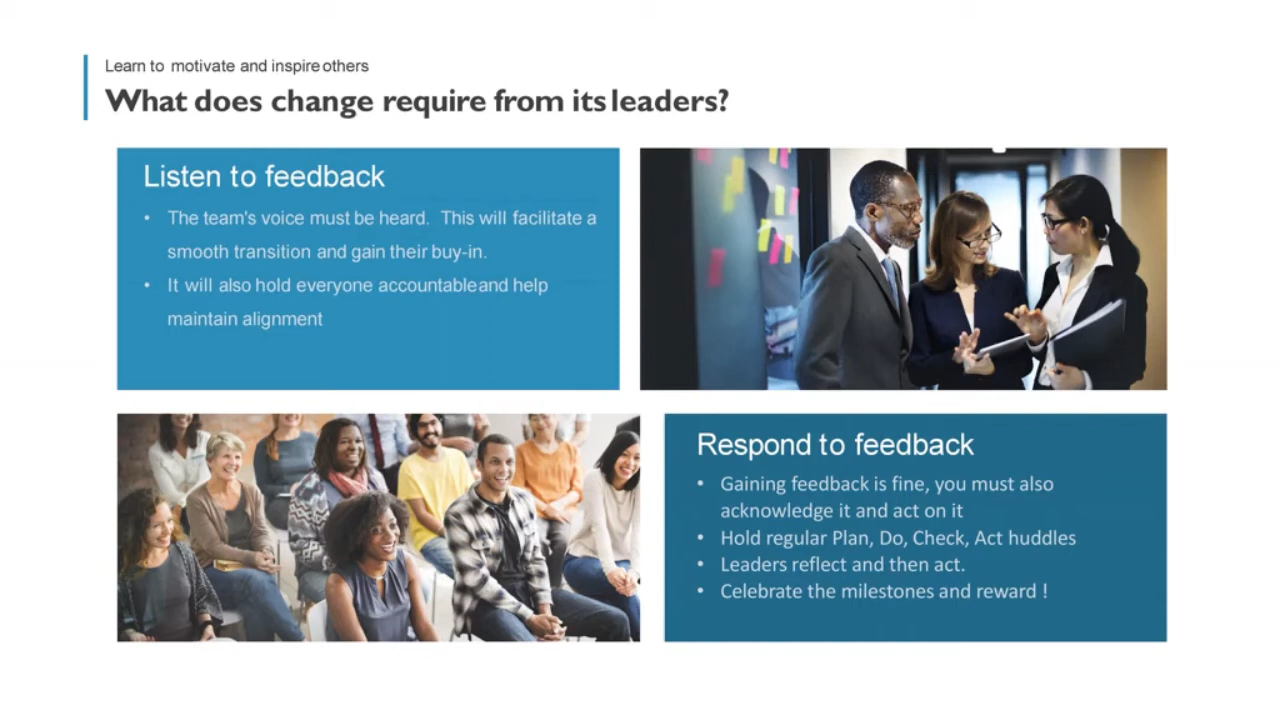 Learn to motivate and inspire others
What does change require from its leaders?
Listen to feedback
• The team's voice must be heard. This will facilitate a
smooth transition and gain their buy-in.
• It will also hold everyone accountableand help
maintain alignment
Respond to feedback
• Gaining feedback is fine, you must also
acknowledge it and act on it
• Hold regular Plan, Do, Check, Act huddles
• Leaders reflect and then act.
• Celebrate the milestones and reward !